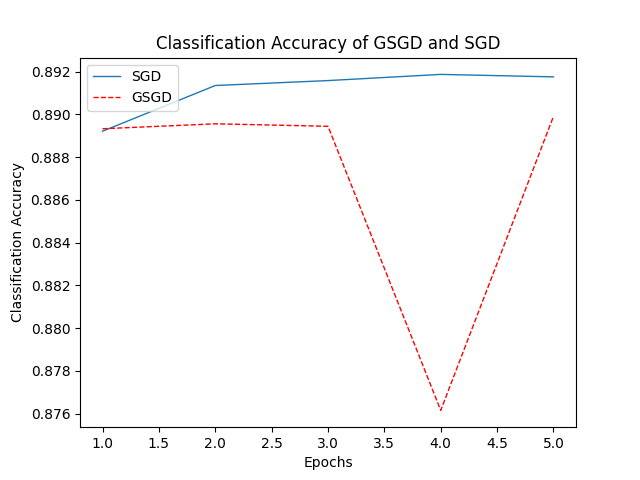 Classification Accuracy of GSGD and SGD
SGD
GSGD
Classification Accuracy
0.892
0.890
0.888
0.886
0.884
0.882
0.880
0.878
0.876
1.0 1.5 2.0 2.5 3.0 3.5 4.0 4.5 5.0
Epochs